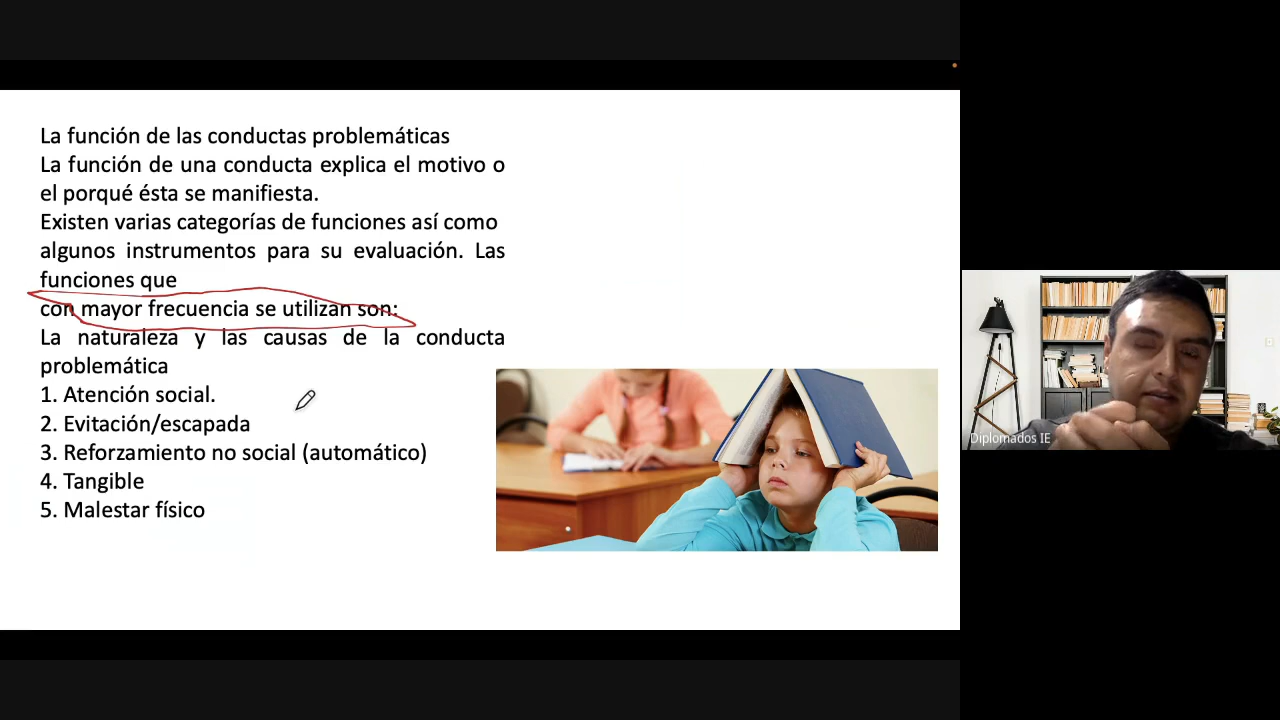 La función de las conductas problemáticas
La función de una conducta explica el motivo o
el porqué ésta se manifiesta.
Existen varias categorías de funciones así como
algunos instrumentos para su evaluación. Las
funciones que
con mayor frecuencia se utilizan son:
La naturaleza y las causas de la conducta
problemática
1. Atención social.
2. Evitación/escapada
3. Reforzamiento no social (automático)
4. Tangible
5. Malestar físico
Diplomados IE